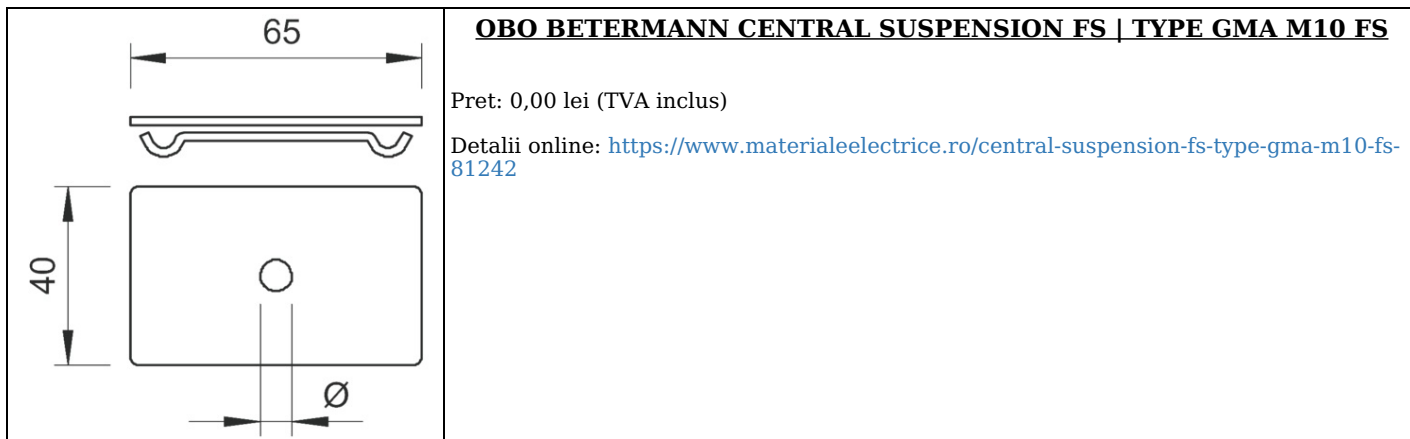 65
40
Ø
OBO BETERMANN CENTRAL SUSPENSION FS | TYPE GMA M10 FS
Pret: 0,00 lei (TVA inclus)
Detalii online: https://www.materialeelectrice.ro/central-suspension-fs-type-gma-m10-fs-
81242